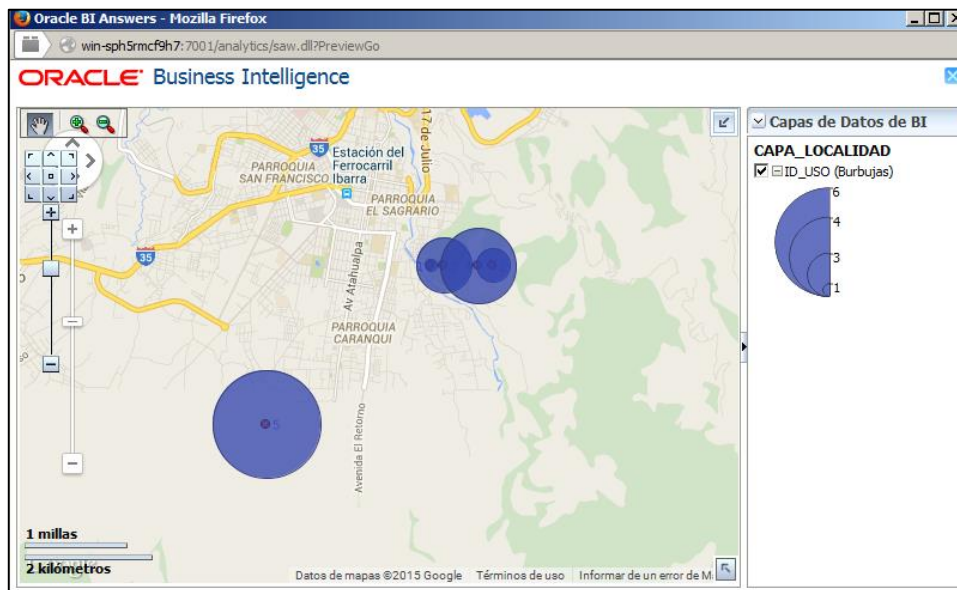 Oracle BI Answers - Mozilla Firefox
win-sph5rmcf9h7:7001/analytics/saw.dll?PreviewGo
ORACLE Business Intelligence
Capas de Datos de BI
CAPA_LOCALIDAD
ID_USO (Burbujas)
6
4
3
1
17 de Julio
35
Estación del
Ferrocarril
Ibarra
PARROQUIA
SAN FRANCISCO
PARROQUIA
EL SAGRARIO
35
Av Atahualpa
PARROQUIA
CARANQUI
5
Avenida El Retorno
1 millas
2 kilómetros
Datos de mapas ©2015 Google
Términos de uso
Informar de un error de M